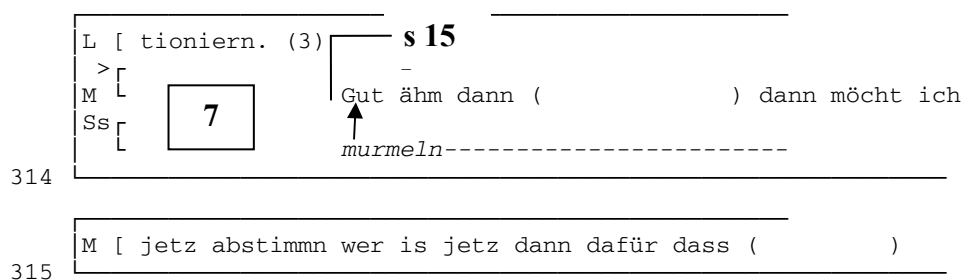 L [ tioniern. (3) s 15
>
M Gut ähm dann ( ) dann möcht ich
7
Ss
murmeln------------------------
314
M [ jetz abstimmn wer is jetz dann dafür dass ( )
315